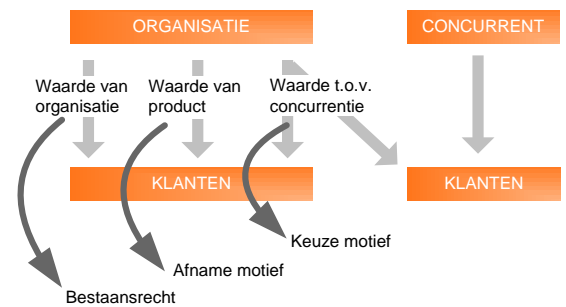 ORGANISATIE
CONCURRENT
Waarde van
organisatie
Waarde van
product
Waarde t.o.v.
concurrentie
KLANTEN
KLANTEN
Keuze motief
Afname motief
Bestaansrecht